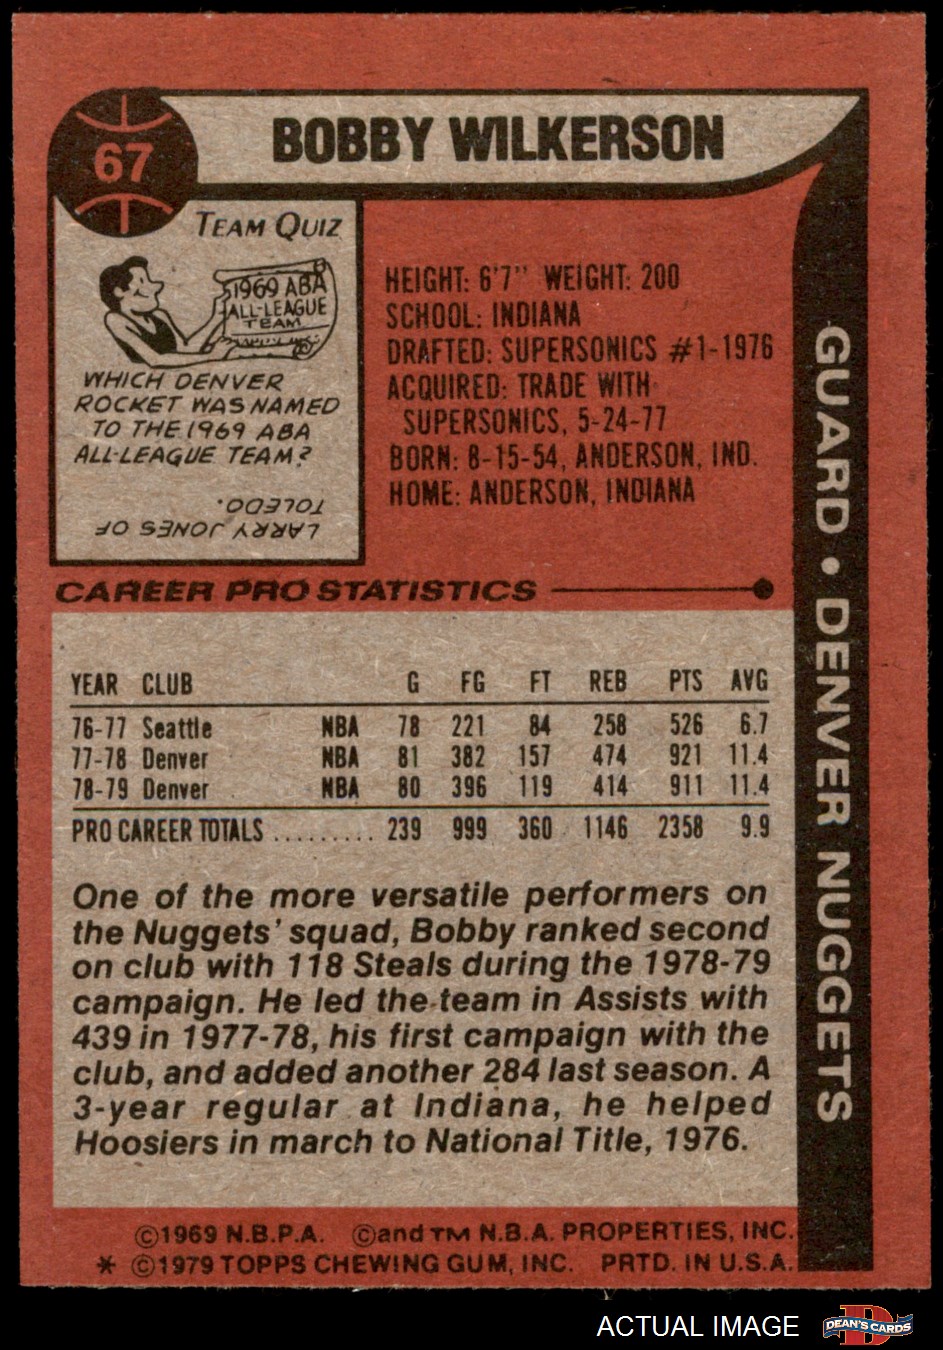 67
BOBBY WILKERSON
TEAM QUIZ
1969 ABA
ALL-LEAGUE
TEAM
WHICH DENVER
ROCKET WAS NAMED
TO THE 1969 ABA
ALL-LEAGUE TEAM?
LARRY JONES OF
TOLEDO.
HEIGHT: 6'7" WEIGHT: 200
SCHOOL: INDIANA
DRAFTED: SUPERSONICS #1-1976
ACQUIRED: TRADE WITH
SUPERSONICS, 5-24-77
BORN: 8-15-54, ANDERSON, IND.
HOME: ANDERSON, INDIANA
GUARD • DENVER NUGGETS
CAREER PRO STATISTICS
YEAR CLUB G FG FT REB PTS AVG
76-77 Seattle NBA 78 221 84 258 526 6.7
77-78 Denver NBA 81 382 157 474 921 11.4
78-79 Denver NBA 80 396 119 414 911 11.4
PRO CAREER TOTALS ......... 239 999 360 1146 2358 9.9
One of the more versatile performers on
the Nuggets' squad, Bobby ranked second
on club with 118 Steals during the 1978-79
campaign. He led the team in Assists with
439 in 1977-78, his first campaign with the
club, and added another 284 last season. A
3-year regular at Indiana, he helped
Hoosiers in march to National Title, 1976.
©1969 N.B.P.A. ©and TM N.B.A. PROPERTIES, INC.
* ©1979 TOPPS CHEWING GUM, INC. PRTD. IN U.S.A.
ACTUAL IMAGE
D
DEAN'S CARDS